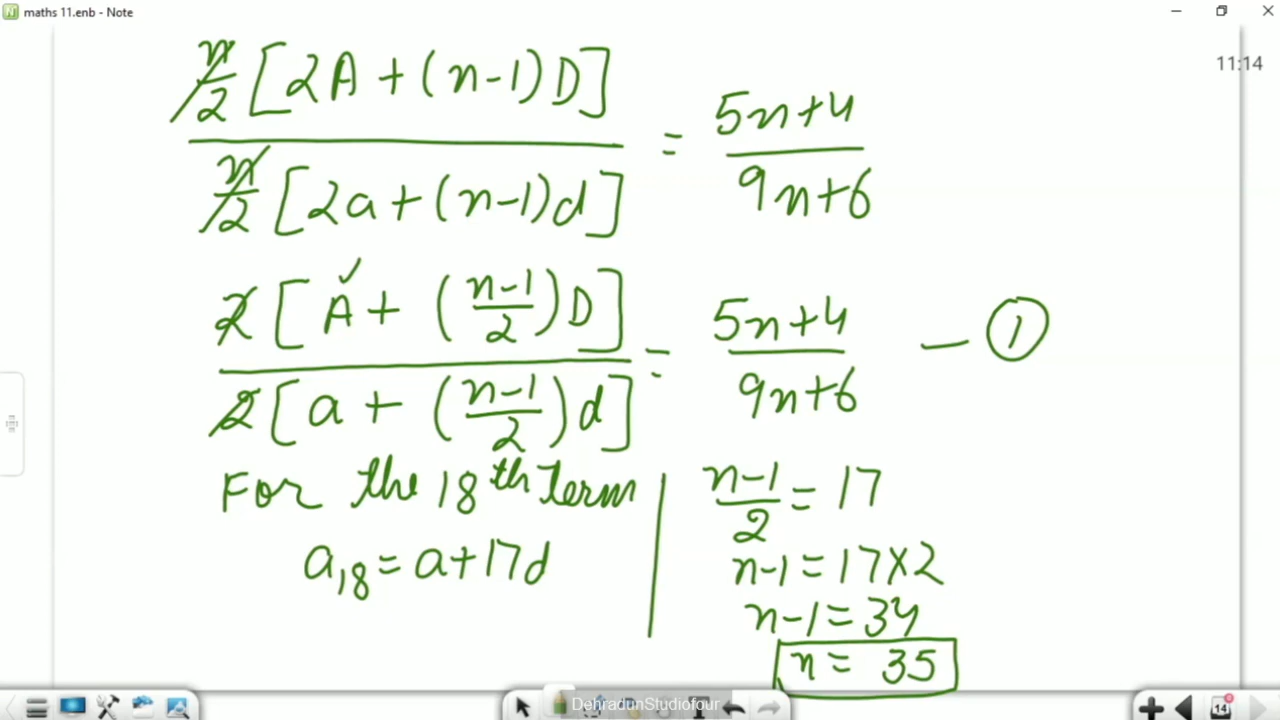 maths 11.enb - Note
11:14
n/2 [2A + (n-1) D] / n/2 [2a + (n-1) d] = 5n+4 / 9n+6
2 [A + (n-1/2) D] / 2 [a + (n-1/2) d] = 5n+4 / 9n+6 — 1
For the 18th term
a18 = a+17d
n-1/2 = 17
n-1 = 17×2
n-1 = 34
n = 35
DehradunStudiofour
14